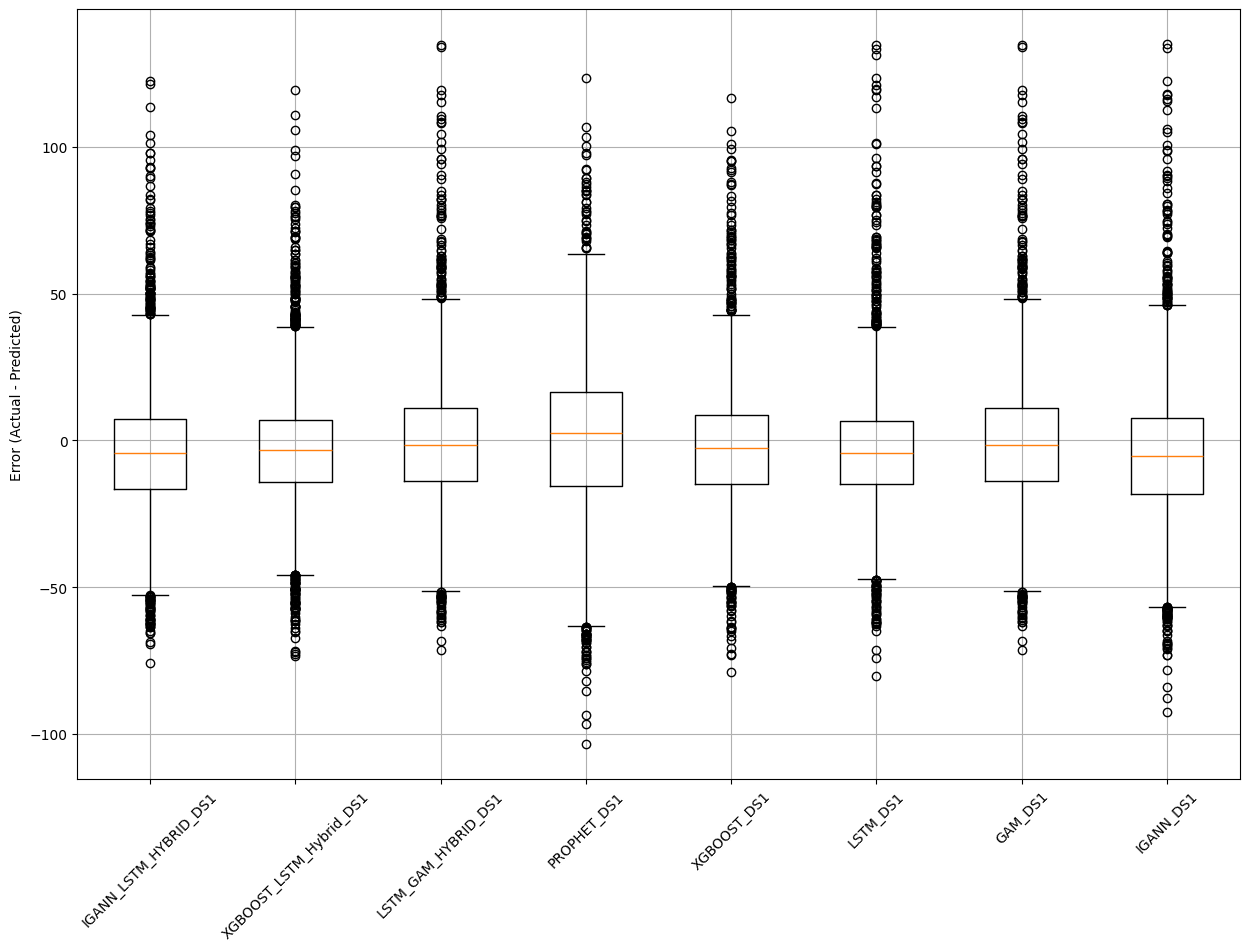 Error (Actual - Predicted)
100
50
0
−50
−100
IGANN_LSTM_HYBRID_DS1
XGBOOST_LSTM_Hybrid_DS1
LSTM_GAM_HYBRID_DS1
PROPHET_DS1
XGBOOST_DS1
LSTM_DS1
GAM_DS1
IGANN_DS1